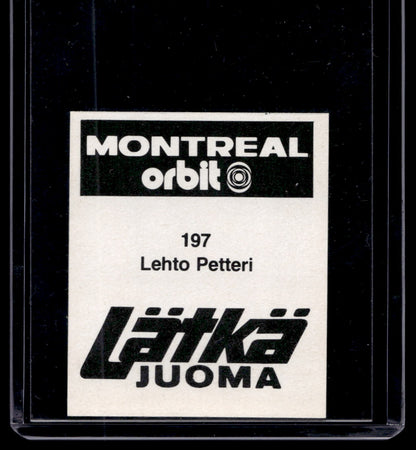 MONTREAL
orbit
197
Lehto Petteri
Lätkä
JUOMA